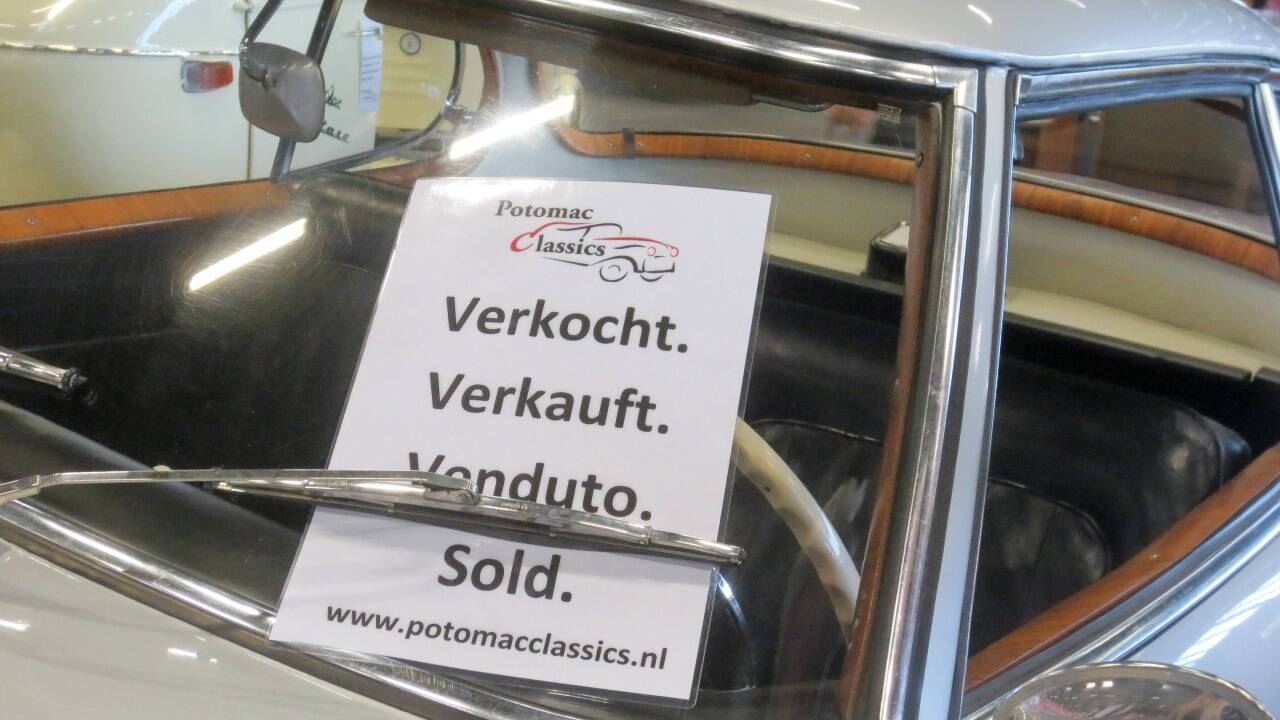 Potomac
Classics
Verkocht.
Verkauft.
Venduto.
Sold.
www.potomacclassics.nl